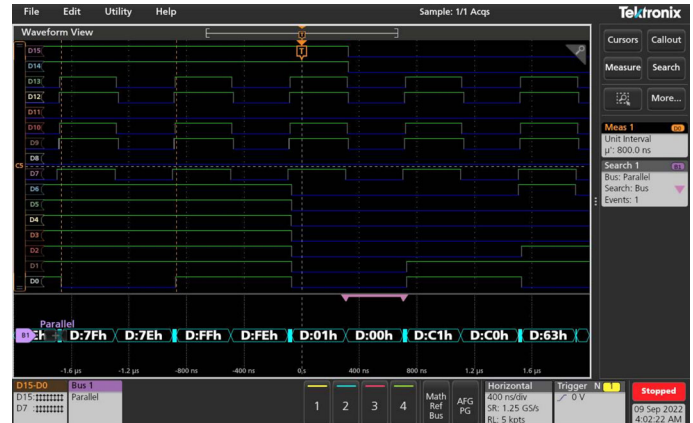 File Edit Utility Help Sample: 1/1 Acqs Tektronix
Waveform View
T
T
Cursors Callout
Measure Search
More...
D15
D14
D13
D12
D11
D10
D9
D8
C5
D7
D6
D5
D4
D3
D2
D1
D0
Meas 1 D0
Unit Interval
µ': 800.0 ns
Search 1 B1
Bus: Parallel
Search: Bus
Events: 1
Parallel
B1 Eh D:7Fh D:7Eh D:FFh D:FEh D:01h D:00h D:C1h D:C0h D:63h
-1.6 µs -1.2 µs -800 ns -400 ns 0 s 400 ns 800 ns 1.2 µs 1.6 µs
D15-D0
D15:
D7 :
Bus 1
Parallel
1 2 3 4
Math
Ref
Bus
AFG
PG
Horizontal
400 ns/div
SR: 1.25 GS/s
RL: 5 kpts
Trigger N 1
0 V
Stopped
09 Sep 2022
4:02:22 AM